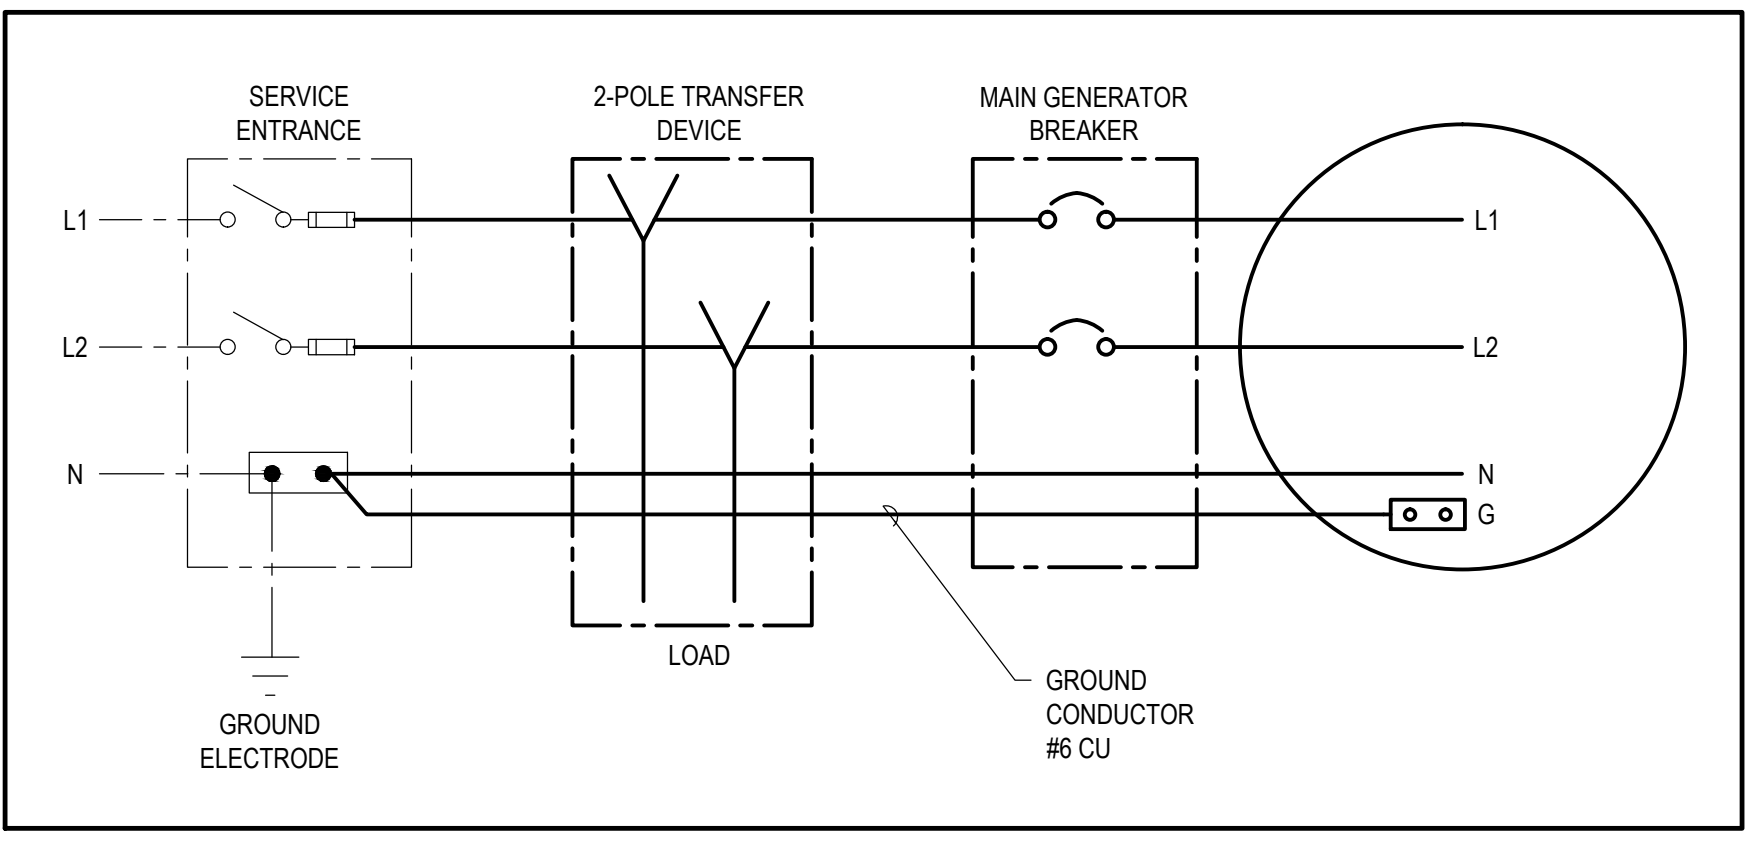 SERVICE
ENTRANCE
2-POLE TRANSFER
DEVICE
MAIN GENERATOR
BREAKER
L1
L1
L2
L2
N
N
G
LOAD
GROUND
ELECTRODE
GROUND
CONDUCTOR
#6 CU